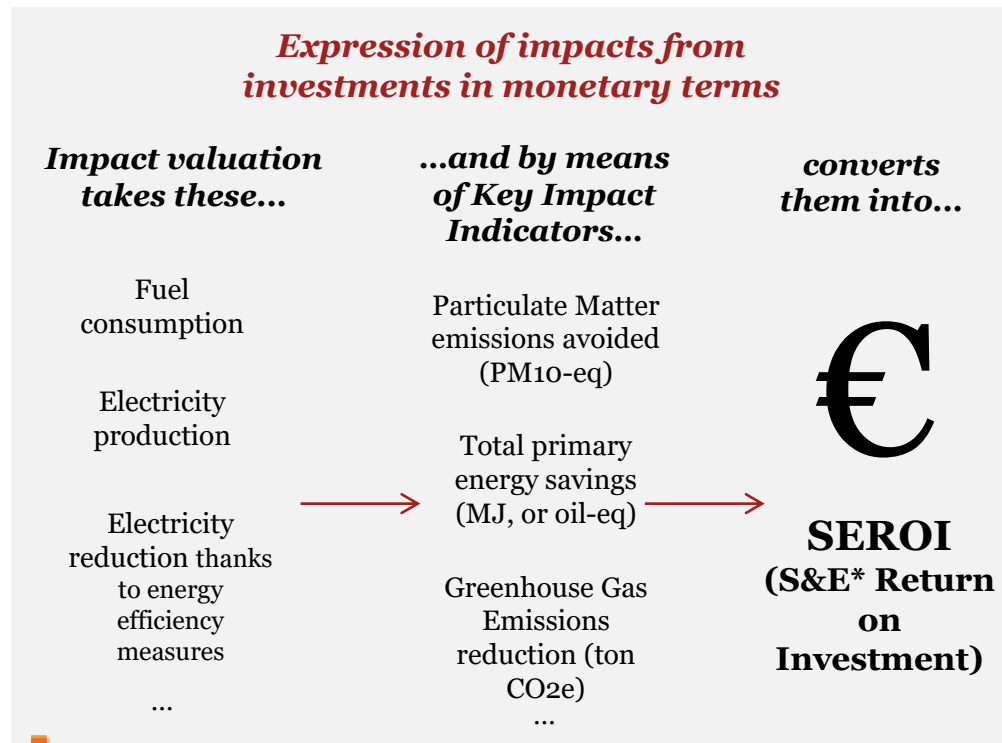 Expression of impacts from
investments in monetary terms
Impact valuation
takes these...
Fuel
consumption
Electricity
production
Electricity
reduction thanks
to energy
efficiency
measures
...
...and by means
of Key Impact
Indicators...
Particulate Matter
emissions avoided
(PM10-eq)
Total primary
energy savings
(MJ, or oil-eq)
Greenhouse Gas
Emissions
reduction (ton
CO2e)
...
converts
them into...
€
SEROI
(S&E* Return
on
Investment)